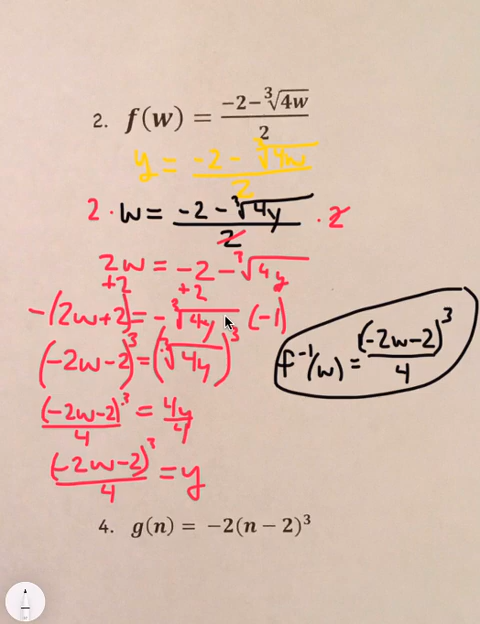 2. f(w) = (-2-∛4w)/2
y = (-2-∛4w)/2
2 · w = (-2-∛4y)/2 · 2
2w = -2-∛4y
+2 +2
-(2w+2) = -∛4y (-1)
(-2w-2)³ = (∛4y)³
(-2w-2)³/4 = 4y/4
(-2w-2)³/4 = y
f⁻¹(w) = (-2w-2)³/4
4. g(n) = -2(n - 2)³